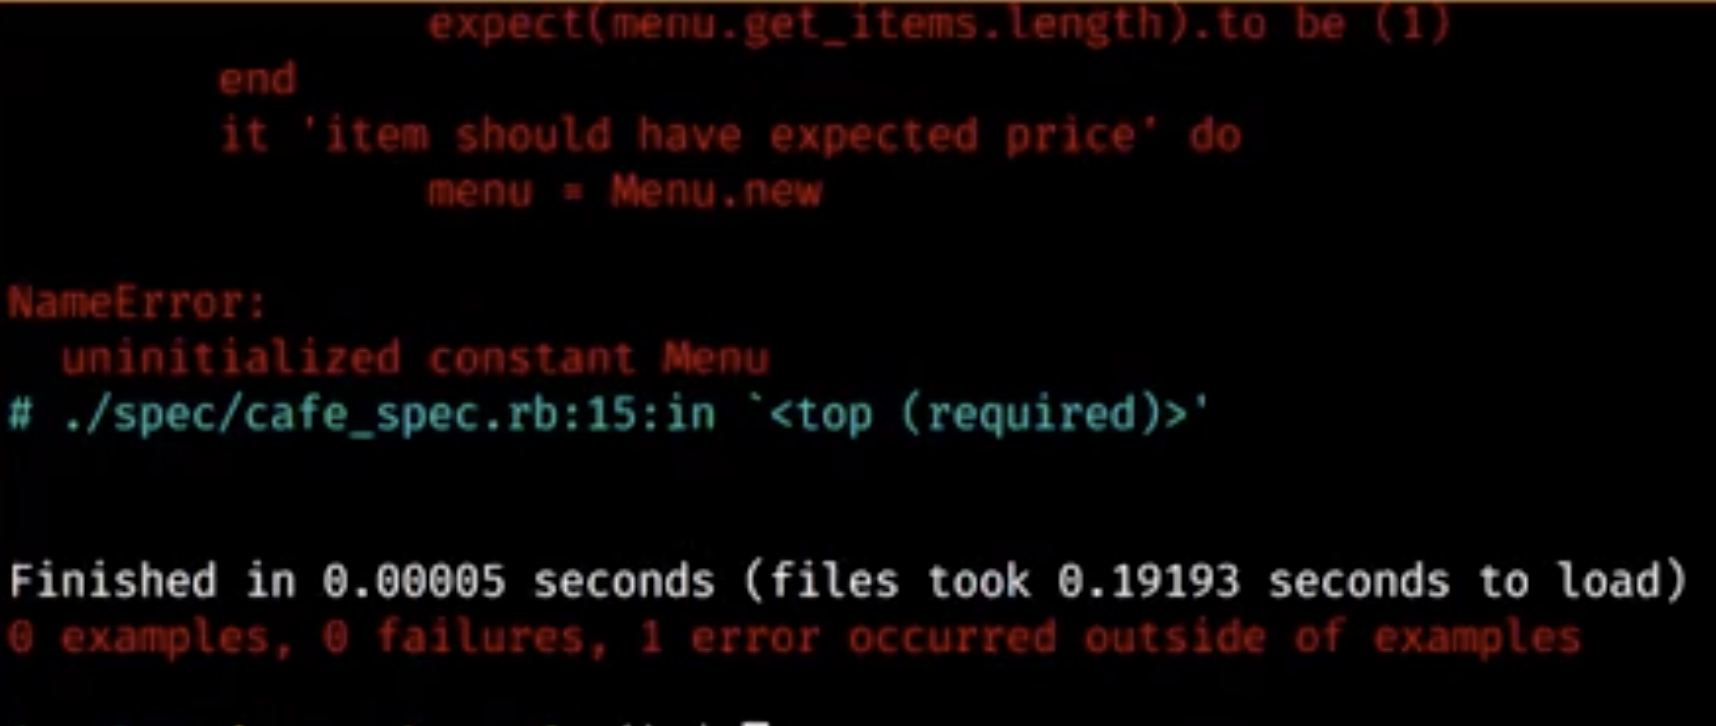 expect(menu.get_items.length).to be (1)
end
it 'item should have expected price' do
menu = Menu.new
NameError:
uninitialized constant Menu
# ./spec/cafe_spec.rb:15:in `<top (required)>'
Finished in 0.00005 seconds (files took 0.19193 seconds to load)
0 examples, 0 failures, 1 error occurred outside of examples